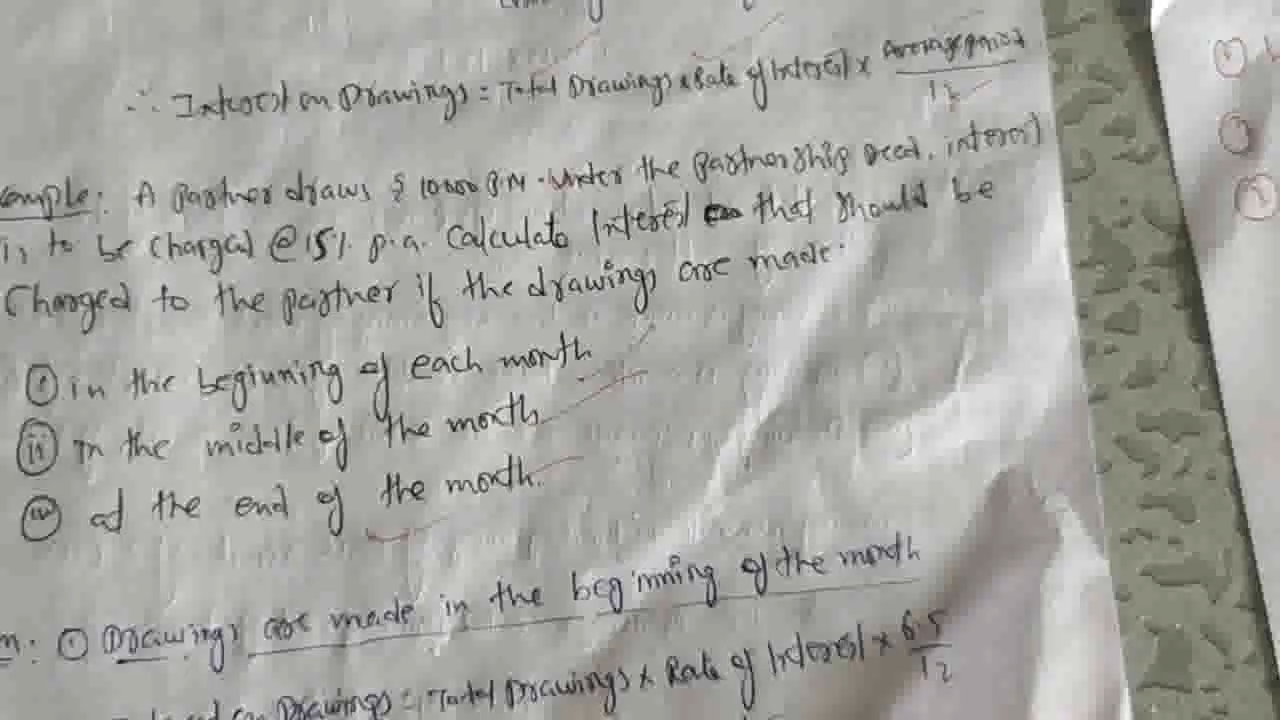 ∴ Interest on Drawings = Total Drawings x Rate of Interest x Average period
12
Example: A partner draws ₹ 10000 P.M. Under the partnership deed, interest
is to be charged @ 15% p.a. Calculate Interest that should be
Charged to the partner if the drawings are made:
(i) in the beginning of each month
(ii) In the middle of the month
(iii) at the end of the month.
n: (i) Drawings are made in the beginning of the month
on Drawings = Total Drawings x Rate of Interest x 6.5
12